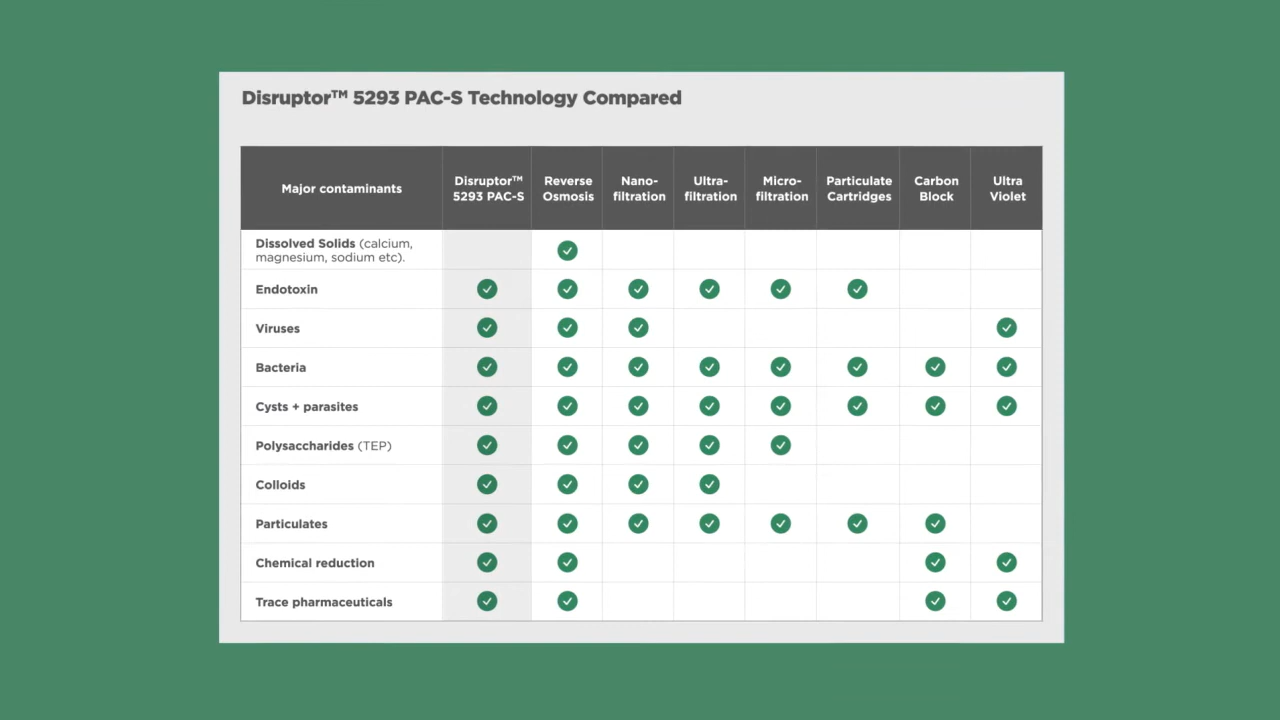 Disruptor™ 5293 PAC-S Technology Compared
Major contaminants
Disruptor™
5293 PAC-S
Reverse
Osmosis
Nano-
filtration
Ultra-
filtration
Micro-
filtration
Particulate
Cartridges
Carbon
Block
Ultra
Violet
Dissolved Solids (calcium,
magnesium, sodium etc).
Endotoxin
Viruses
Bacteria
Cysts + parasites
Polysaccharides (TEP)
Colloids
Particulates
Chemical reduction
Trace pharmaceuticals